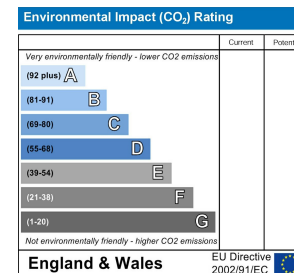 Environmental Impact (CO₂) Rating
Current Potent
Very environmentally friendly - lower CO2 emissions
(92 plus) A
(81-91) B
(69-80) C
(55-68) D
(39-54) E
(21-38) F
(1-20) G
Not environmentally friendly - higher CO2 emissions
England & Wales
EU Directive
2002/91/EC